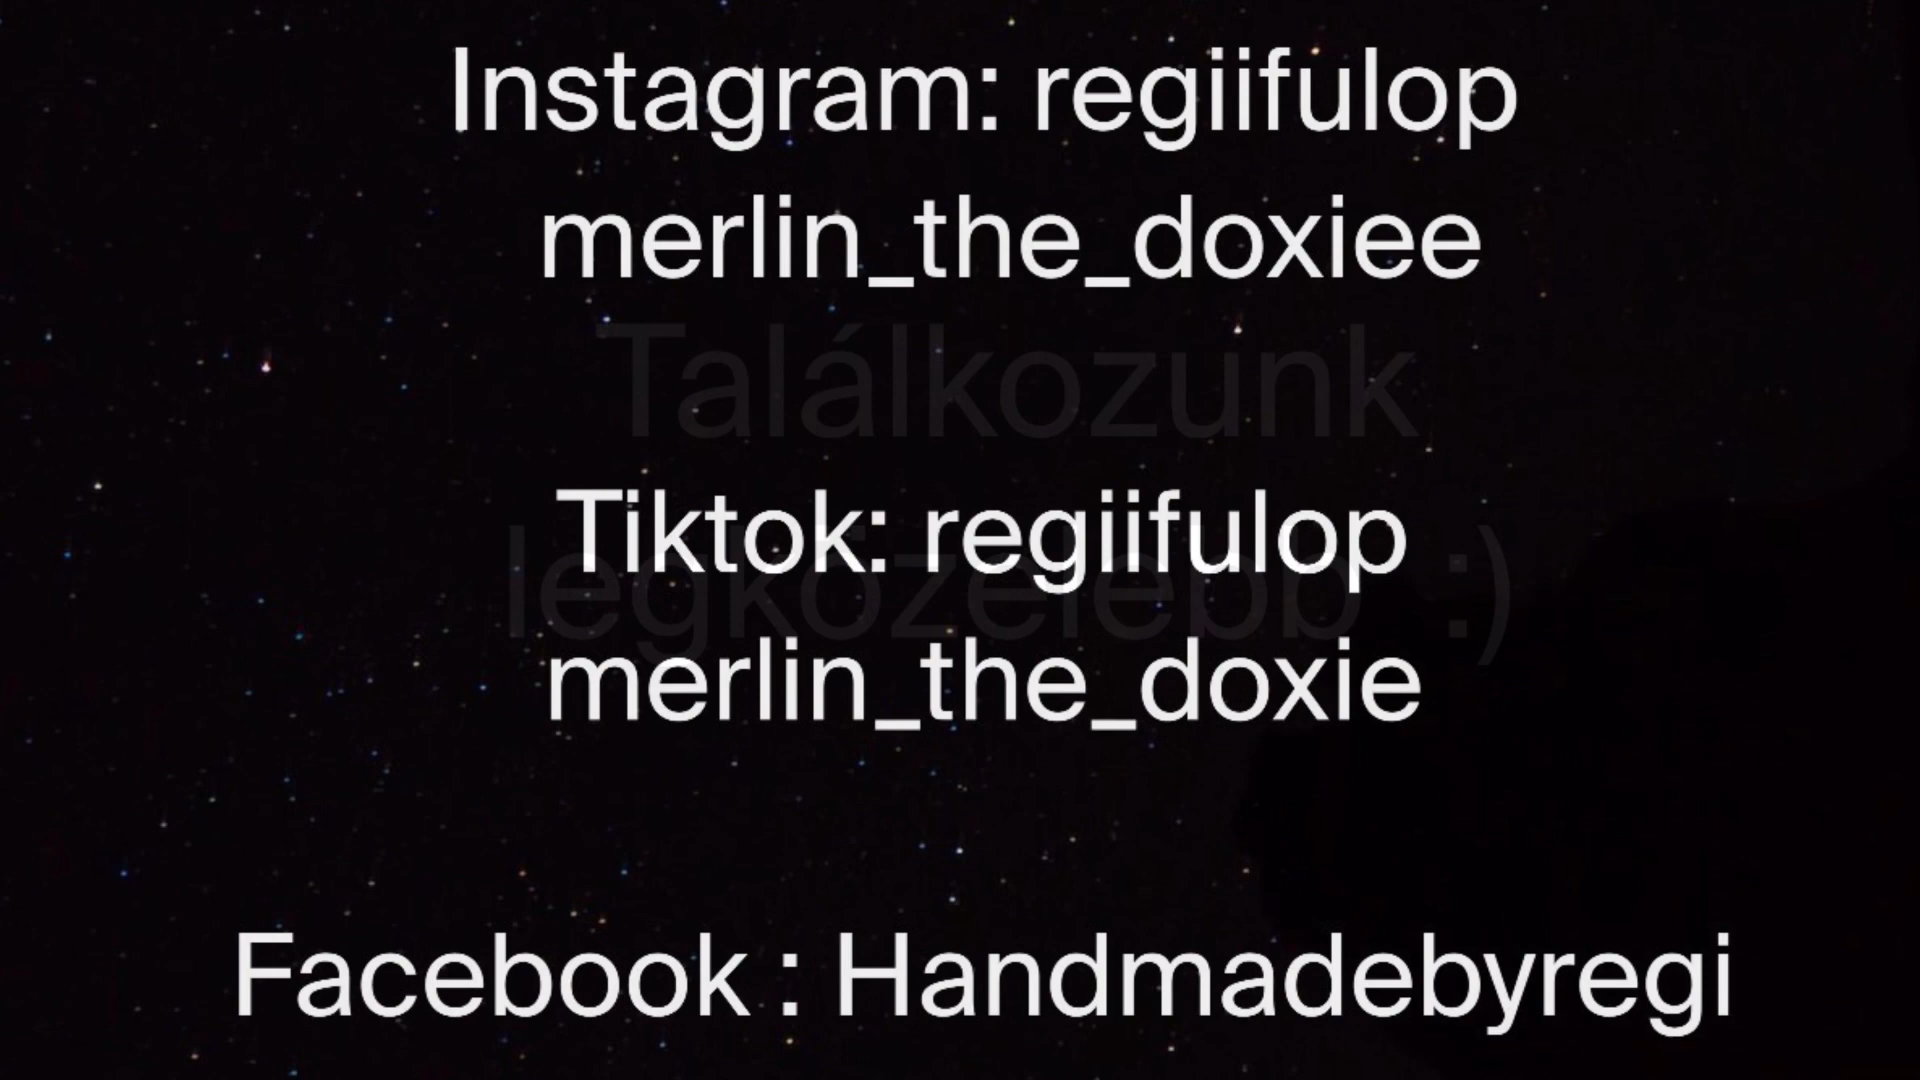 Instagram: regiifulop
merlin_the_doxiee
Találkozunk
Tiktok: regiifulop
legközelebb :)
merlin_the_doxie
Facebook : Handmadebyregi